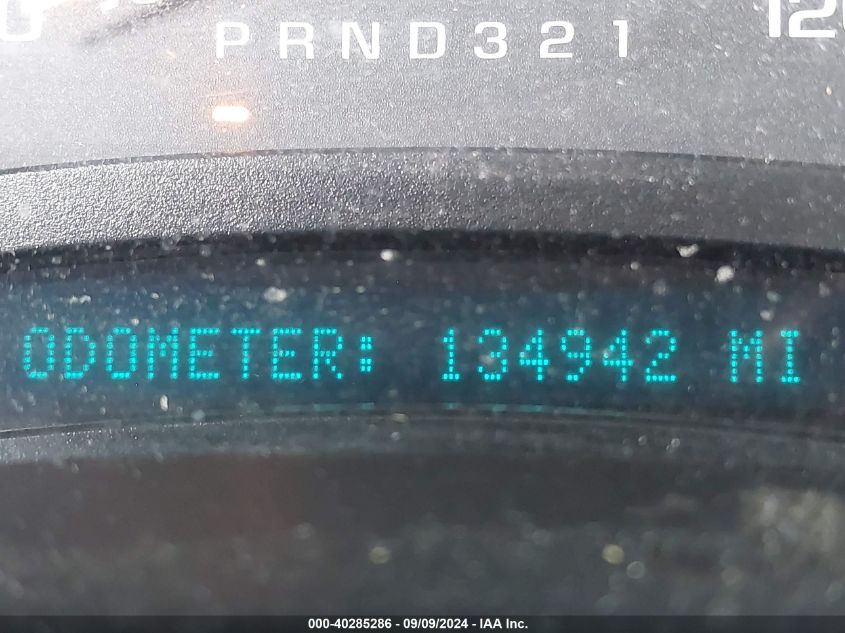 PRND321
ODOMETER: 134942 MI
000-40285286 - 09/09/2024 - IAA Inc.